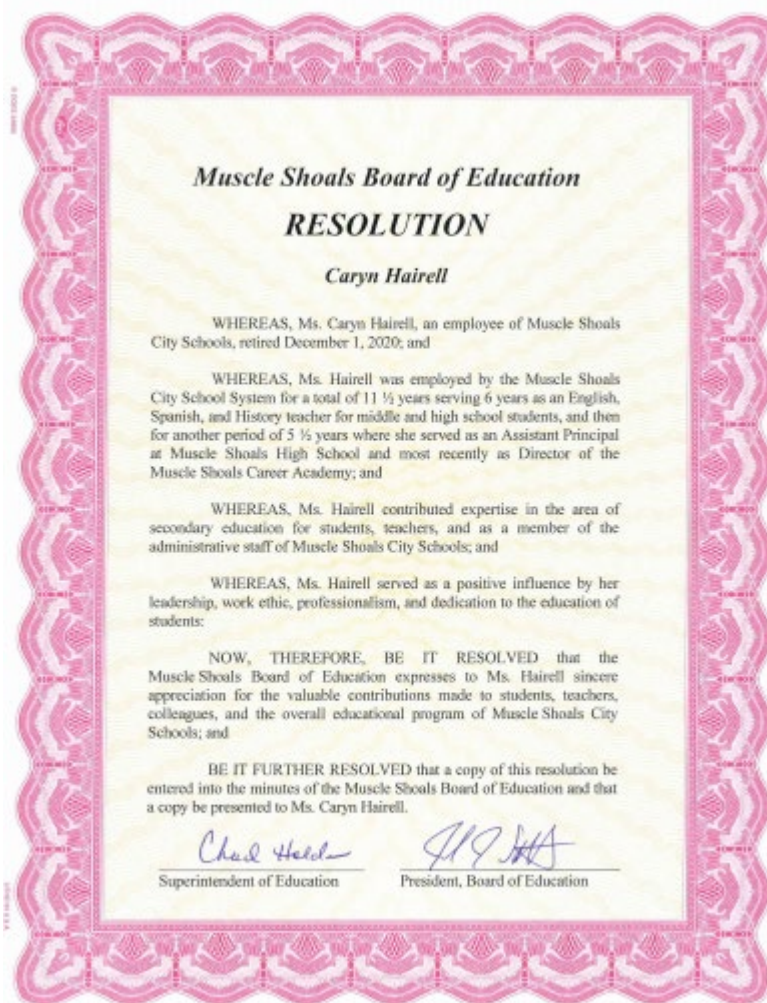 Muscle Shoals Board of Education
RESOLUTION
Caryn Hairell
WHEREAS, Ms. Caryn Hairell, an employee of Muscle Shoals
City Schools, retired December 1, 2020; and
WHEREAS, Ms. Hairell was employed by the Muscle Shoals
City School System for a total of 11 ½ years serving 6 years as an English,
Spanish, and History teacher for middle and high school students, and then
for another period of 5 ½ years where she served as an Assistant Principal
at Muscle Shoals High School and most recently as Director of the
Muscle Shoals Career Academy; and
WHEREAS, Ms. Hairell contributed expertise in the area of
secondary education for students, teachers, and as a member of the
administrative staff of Muscle Shoals City Schools; and
WHEREAS, Ms. Hairell served as a positive influence by her
leadership, work ethic, professionalism, and dedication to the education of
students:
NOW, THEREFORE, BE IT RESOLVED that the
Muscle Shoals Board of Education expresses to Ms. Hairell sincere
appreciation for the valuable contributions made to students, teachers,
colleagues, and the overall educational program of Muscle Shoals City
Schools; and
BE IT FURTHER RESOLVED that a copy of this resolution be
entered into the minutes of the Muscle Shoals Board of Education and that
a copy be presented to Ms. Caryn Hairell.
Chad Holden
Superintendent of Education
President, Board of Education